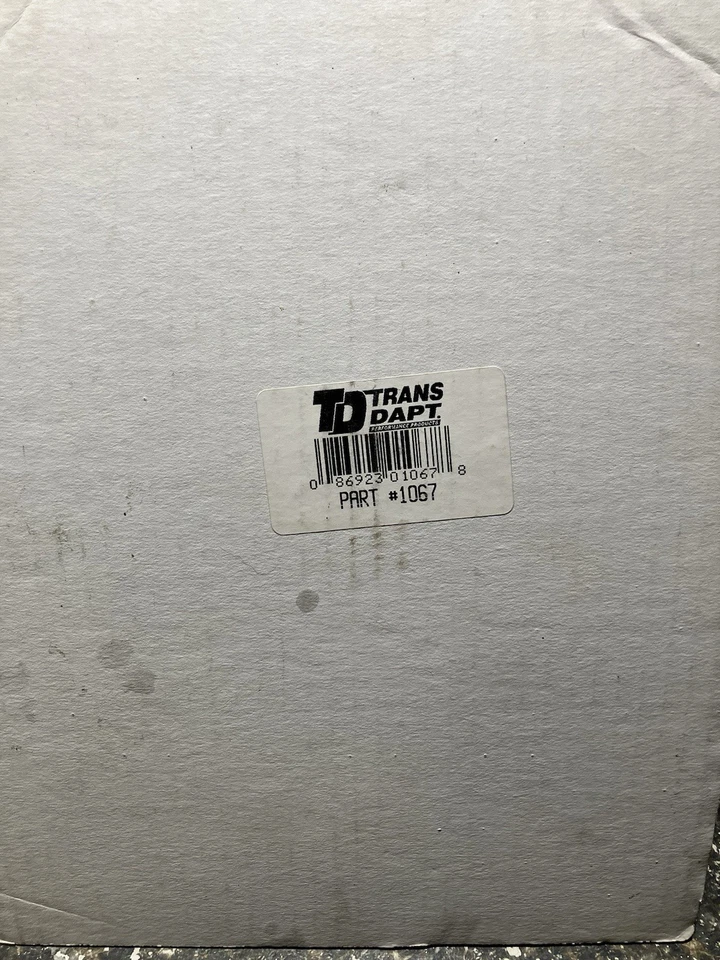 TD TRANS
DAPT.
PERFORMANCE PRODUCTS
0 86923 01067 8
PART #1067